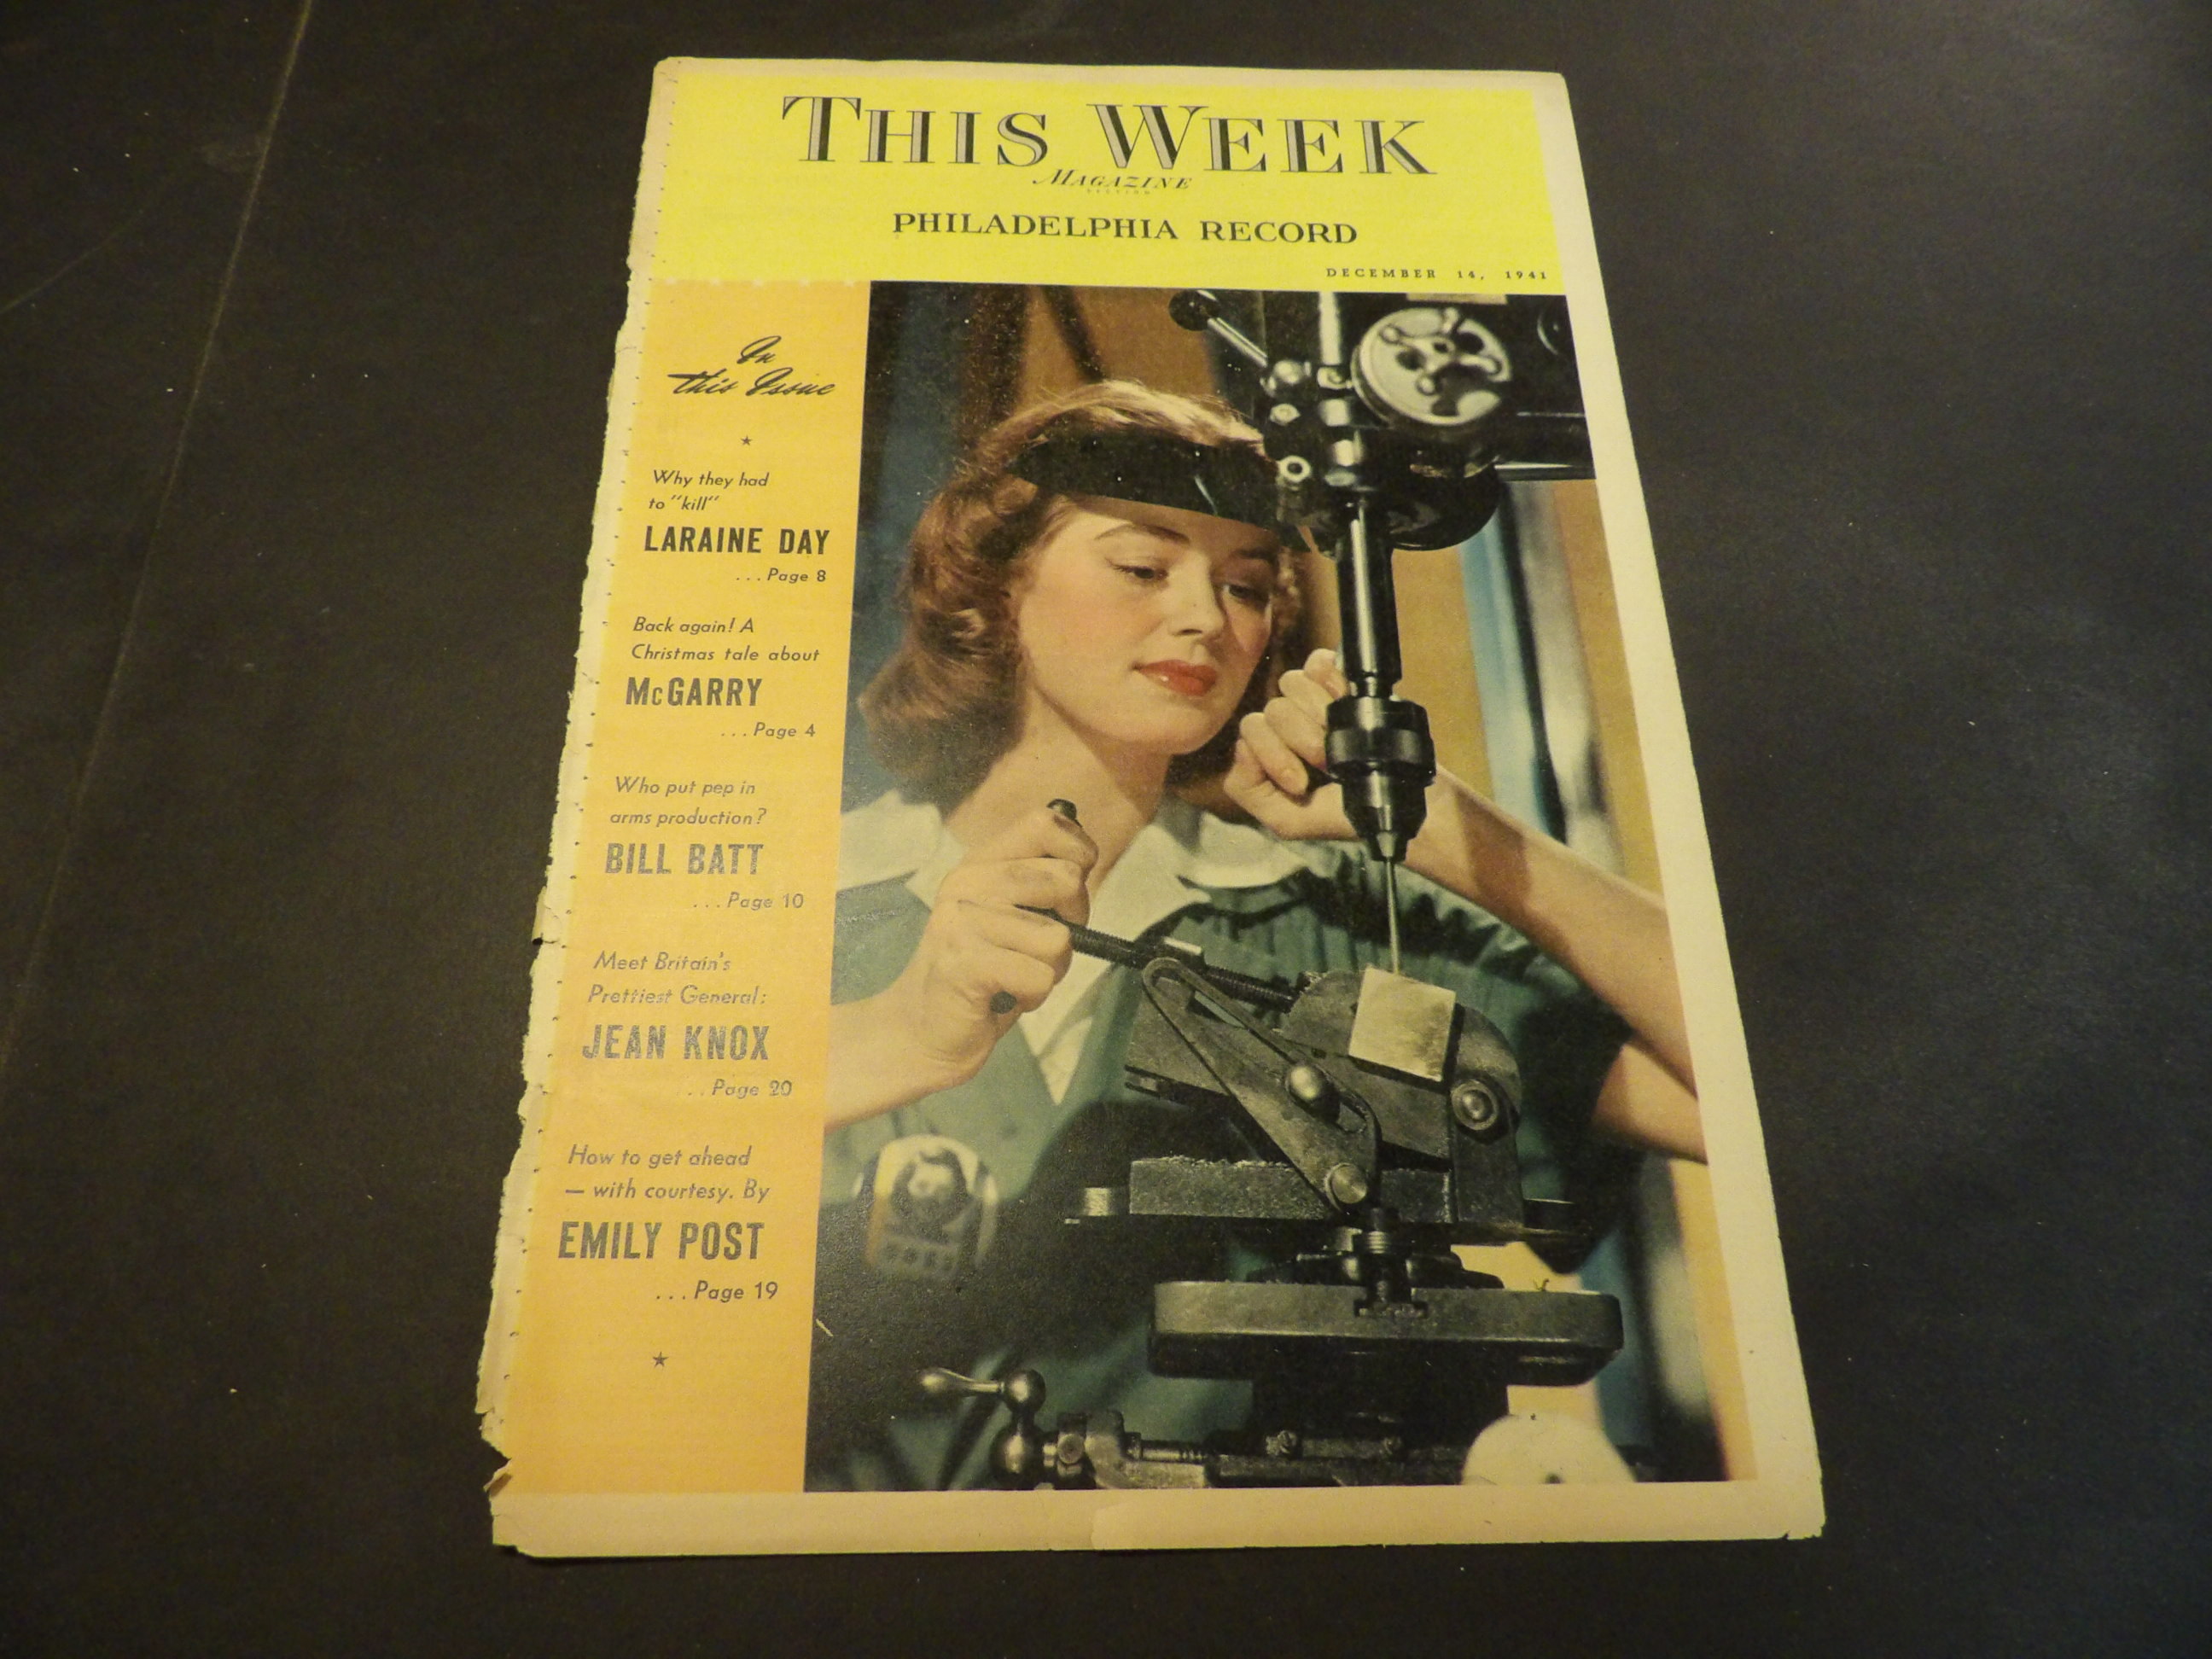 THIS WEEK
MAGAZINE
SECTION
PHILADELPHIA RECORD
DECEMBER 14, 1941
In
this Issue
Why they had
to "kill"
LARAINE DAY
...Page 8
Back again! A
Christmas tale about
McGARRY
...Page 4
Who put pep in
arms production?
BILL BATT
...Page 10
Meet Britain's
Prettiest General:
JEAN KNOX
...Page 20
How to get ahead
— with courtesy. By
EMILY POST
...Page 19